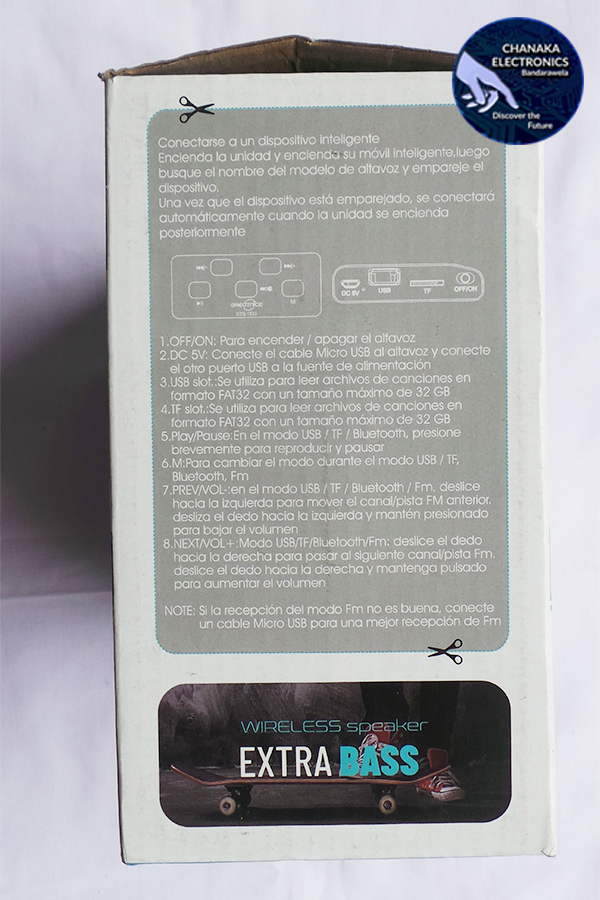 CHANAKA
ELECTRONICS
Bandarawela
Discover the
Future
Conectarse a un dispositivo inteligente
Encienda la unidad y encienda su móvil inteligente,luego
busque el nombre del modelo de altavoz y empareje el
dispositivo.
Una vez que el dispositivo está emparejado, se conectará
automáticamente cuando la unidad se encienda
posteriormente
M
DC 5V
USB
TF
OFF/ON
1.OFF/ON: Para encender / apagar el altavoz
2.DC 5V: Conecte el cable Micro USB al altavoz y conecte
el otro puerto USB a la fuente de alimentación
3.USB slot.:Se utiliza para leer archivos de canciones en
formato FAT32 con un tamaño máximo de 32 GB
4.TF slot.:Se utiliza para leer archivos de canciones en
formato FAT32 con un tamaño máximo de 32 GB
5.Play/Pause:En el modo USB / TF / Bluetooth, presione
brevemente para reproducir y pausar
6.M:Para cambiar el modo durante el modo USB / TF,
Bluetooth, Fm
7.PREV/VOL-:en el modo USB / TF / Bluetooth / Fm, deslice
hacia la izquierda para mover el canal/pista FM anterior.
desliza el dedo hacia la izquierda y mantén presionado
para bajar el volumen
8.NEXT/VOL+:Modo USB/TF/Bluetooth/Fm: deslice el dedo
hacia la derecha para pasar al siguiente canal/pista Fm.
deslice el dedo hacia la derecha y mantenga pulsado
para aumentar el volumen
NOTE: Si la recepción del modo Fm no es buena, conecte
un cable Micro USB para una mejor recepción de Fm
WIRELESS speaker
EXTRA BASS